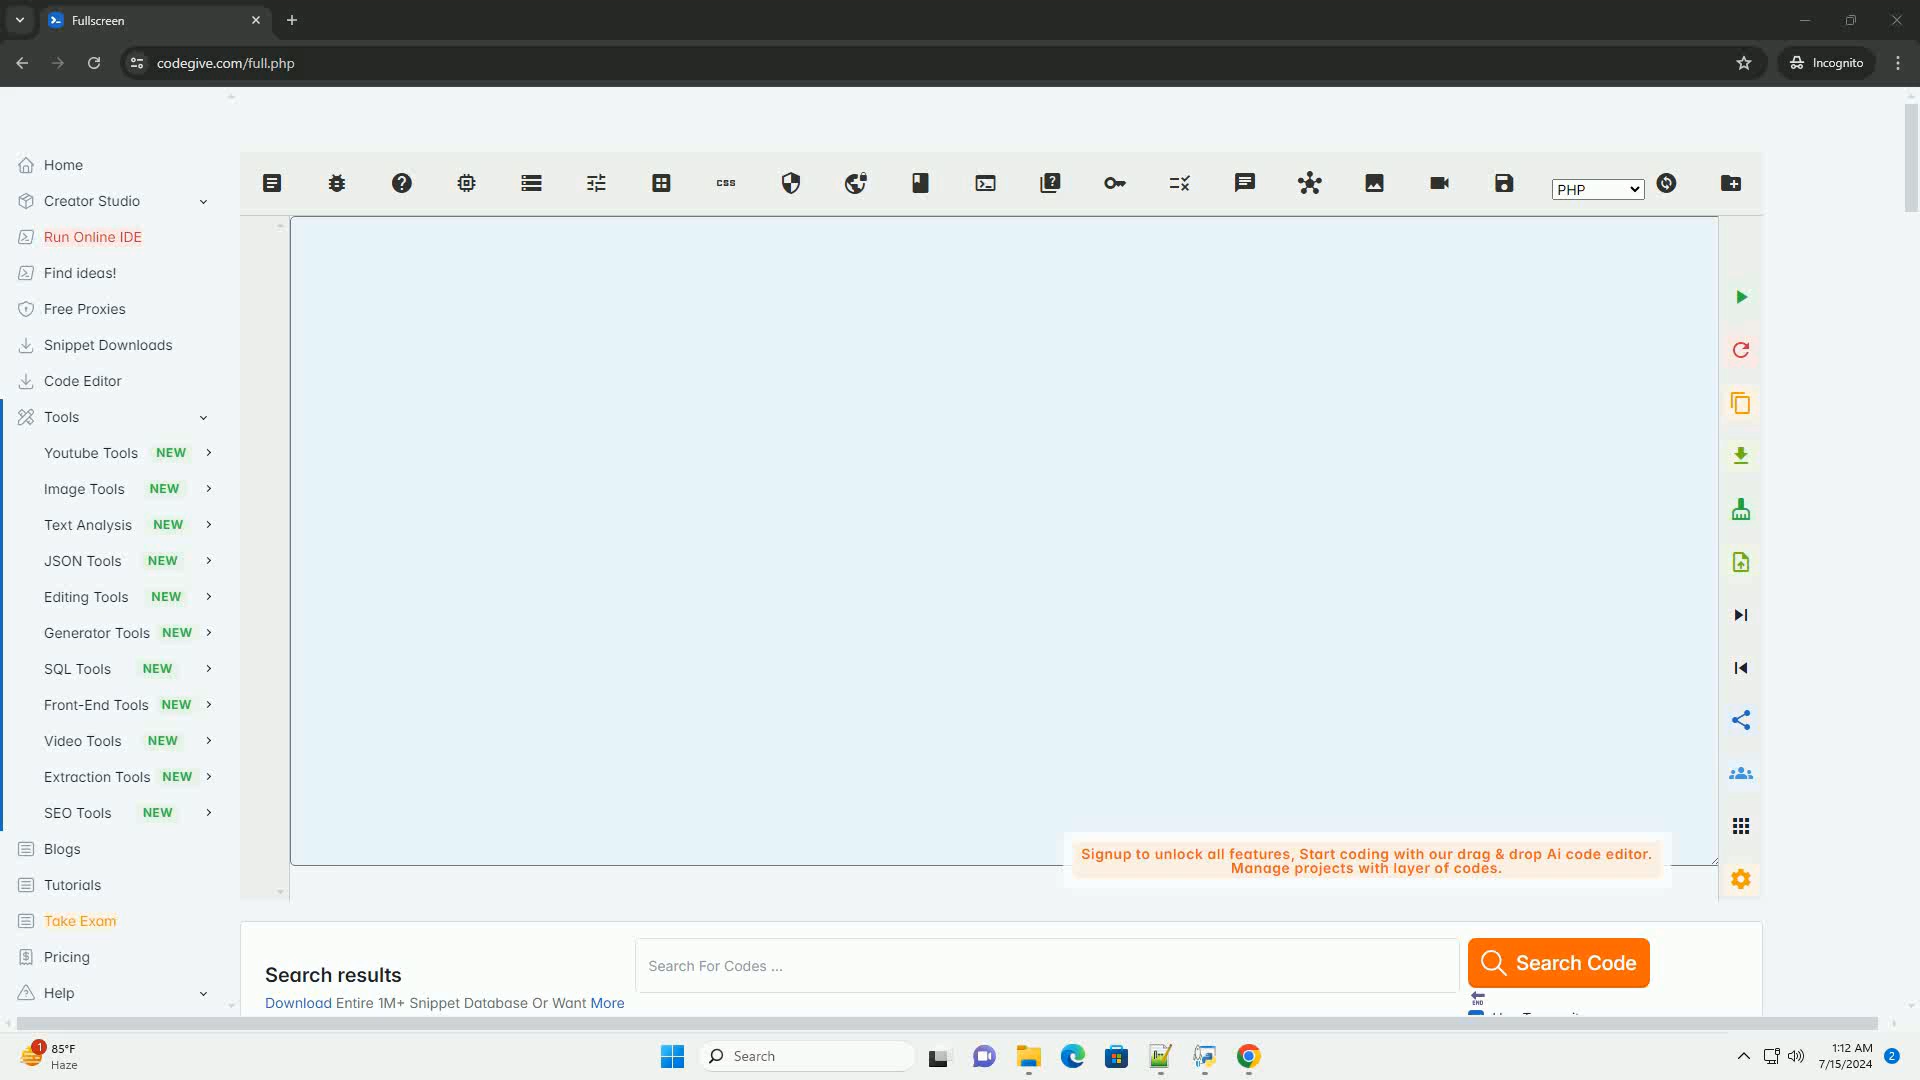 Fullscreen
codegive.com/full.php
Incognito
Home
Creator Studio
Run Online IDE
Find ideas!
Free Proxies
Snippet Downloads
Code Editor
Tools
Youtube Tools NEW
Image Tools NEW
Text Analysis NEW
JSON Tools NEW
Editing Tools NEW
Generator Tools NEW
SQL Tools NEW
Front-End Tools NEW
Video Tools NEW
Extraction Tools NEW
SEO Tools NEW
Blogs
Tutorials
Take Exam
Pricing
Help
css
PHP
Signup to unlock all features, Start coding with our drag & drop Ai code editor.
Manage projects with layer of codes.
Search results
Download Entire 1M+ Snippet Database Or Want More
Search For Codes ...
Search Code
END
1
85°F
Haze
Search
1:12 AM
7/15/2024
2